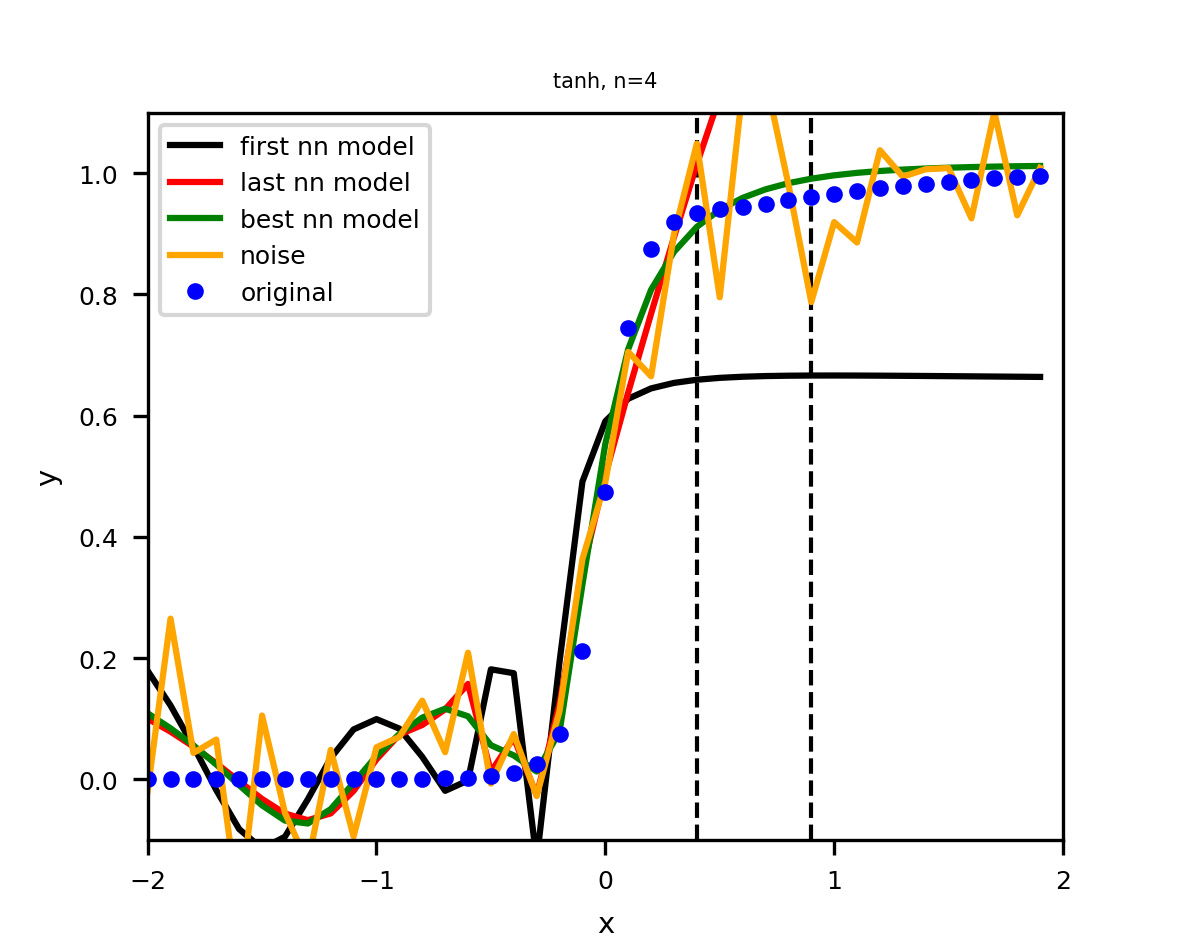 tanh, n=4
first nn model
last nn model
best nn model
noise
original
1.0
0.8
0.6
0.4
0.2
0.0
y
−2
−1
0
1
2
x